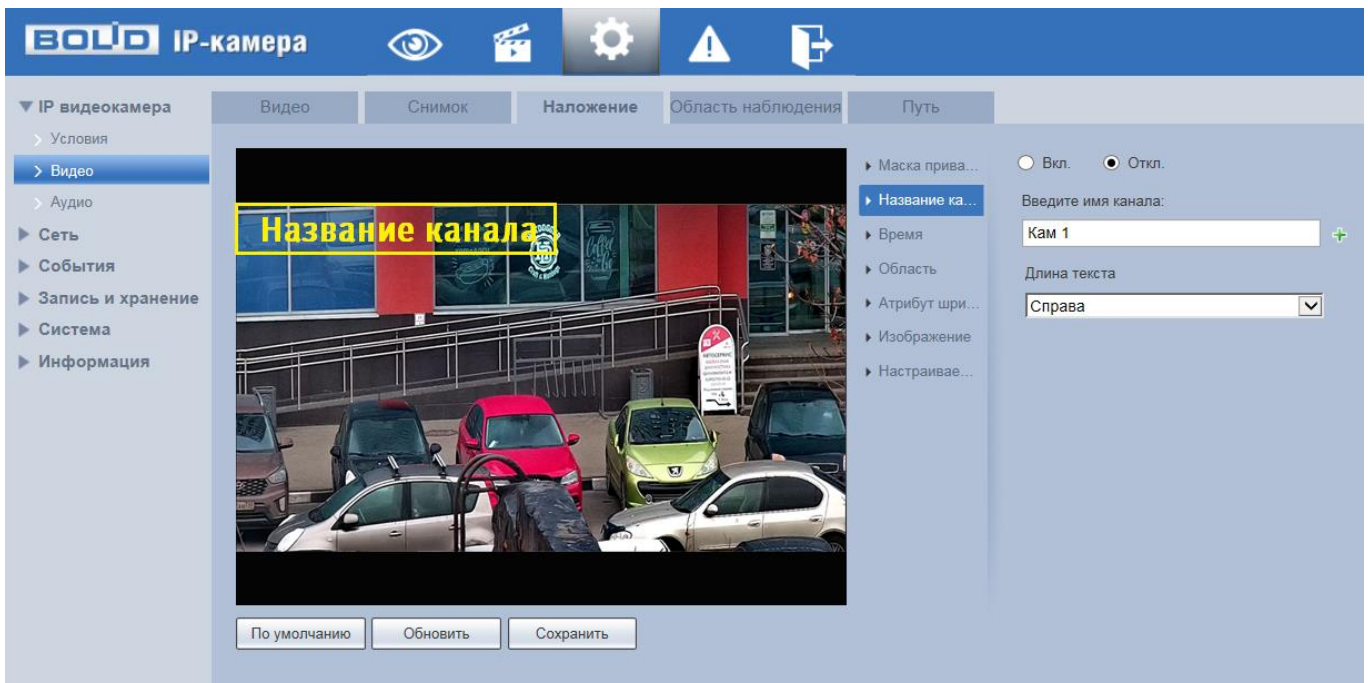 BOLID IP-камера
IP видеокамера
Условия
Видео
Аудио
Сеть
События
Запись и хранение
Система
Информация
Видео Снимок Наложение Область наблюдения Путь
Название канала
АВТОСЕРВИС
По умолчанию Обновить Сохранить
Маска прива...
Название ка...
Время
Область
Атрибут шри...
Изображение
Настраивае...
Вкл. Откл.
Введите имя канала:
Кам 1
Длина текста
Справа